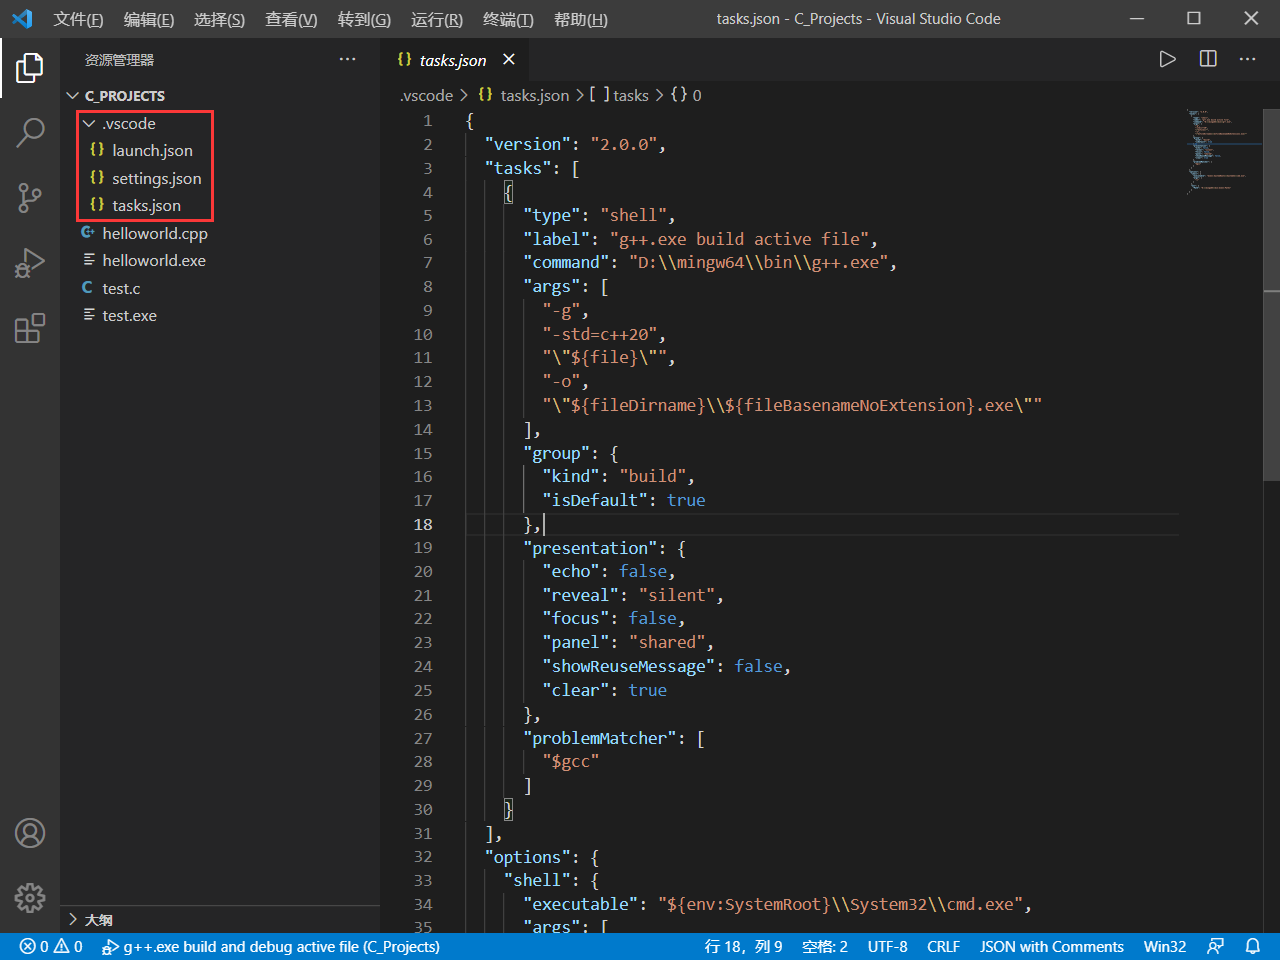 文件(F) 编辑(E) 选择(S) 查看(V) 转到(G) 运行(R) 终端(T) 帮助(H) tasks.json - C_Projects - Visual Studio Code
资源管理器
C_PROJECTS
.vscode
launch.json
settings.json
tasks.json
helloworld.cpp
helloworld.exe
test.c
test.exe
大纲
{} tasks.json
.vscode > {} tasks.json > [ ] tasks > {} 0
1 {
2 "version": "2.0.0",
3 "tasks": [
4 {
5 "type": "shell",
6 "label": "g++.exe build active file",
7 "command": "D:\\mingw64\\bin\\g++.exe",
8 "args": [
9 "-g",
10 "-std=c++20",
11 "\"${file}\"",
12 "-o",
13 "\"${fileDirname}\\${fileBasenameNoExtension}.exe\""
14 ],
15 "group": {
16 "kind": "build",
17 "isDefault": true
18 },
19 "presentation": {
20 "echo": false,
21 "reveal": "silent",
22 "focus": false,
23 "panel": "shared",
24 "showReuseMessage": false,
25 "clear": true
26 },
27 "problemMatcher": [
28 "$gcc"
29 ]
30 }
31 ],
32 "options": {
33 "shell": {
34 "executable": "${env:SystemRoot}\\System32\\cmd.exe",
35 "args": [
0 0 g++.exe build and debug active file (C_Projects) 行 18，列 9 空格: 2 UTF-8 CRLF JSON with Comments Win32